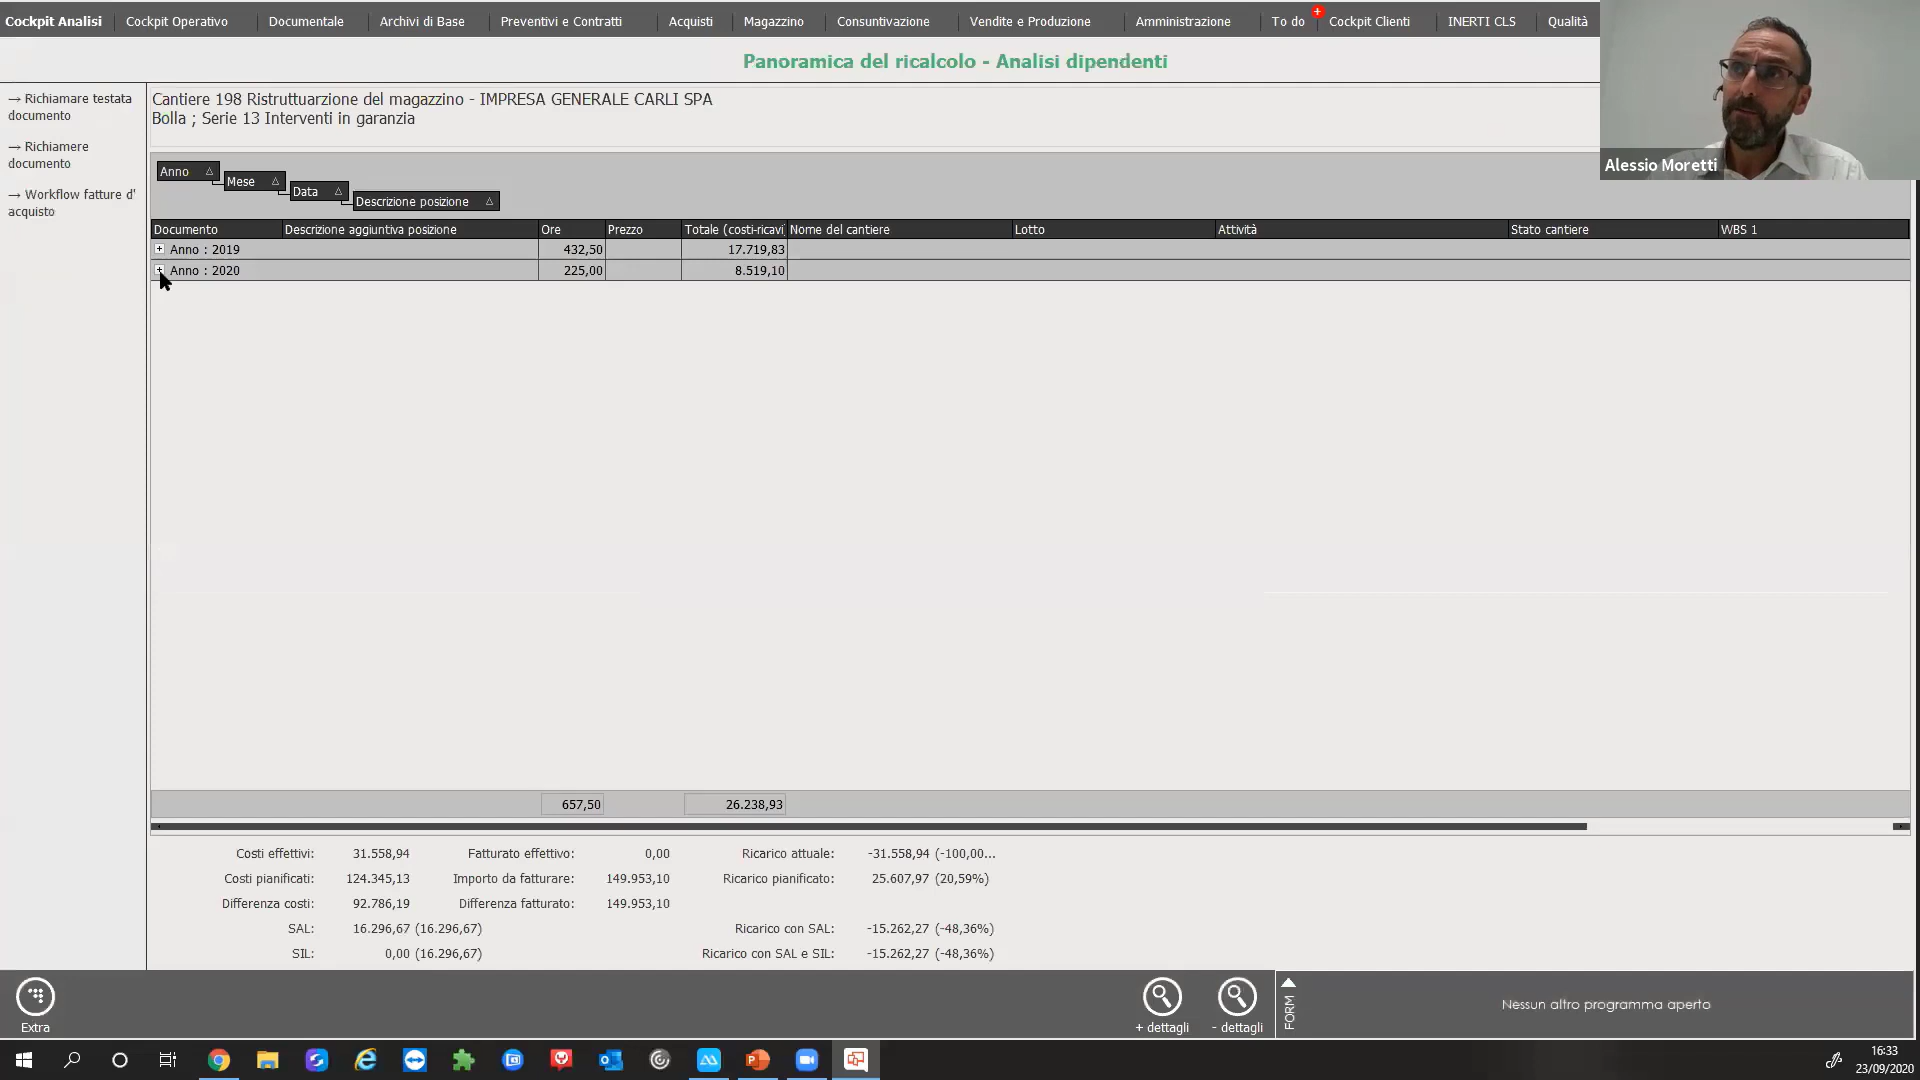 Cockpit Analisi Cockpit Operativo Documentale Archivi di Base Preventivi e Contratti Acquisti Magazzino Consuntivazione Vendite e Produzione Amministrazione To do Cockpit Clienti INERTI CLS Qualità
Panoramica del ricalcolo - Analisi dipendenti
→ Richiamare testata
documento
→ Richiamere
documento
→ Workflow fatture d'
acquisto
Cantiere 198 Ristruttuarzione del magazzino - IMPRESA GENERALE CARLI SPA
Bolla ; Serie 13 Interventi in garanzia
Alessio Moretti
Anno
Mese
Data
Descrizione posizione
Documento Descrizione aggiuntiva posizione Ore Prezzo Totale (costi-ricavi) Nome del cantiere Lotto Attività Stato cantiere WBS 1
Anno : 2019 432,50 17.719,83
Anno : 2020 225,00 8.519,10
657,50 26.238,93
Costi effettivi: 31.558,94 Fatturato effettivo: 0,00 Ricarico attuale: -31.558,94 (-100,00...
Costi pianificati: 124.345,13 Importo da fatturare: 149.953,10 Ricarico pianificato: 25.607,97 (20,59%)
Differenza costi: 92.786,19 Differenza fatturato: 149.953,10
SAL: 16.296,67 (16.296,67) Ricarico con SAL: -15.262,27 (-48,36%)
SIL: 0,00 (16.296,67) Ricarico con SAL e SIL: -15.262,27 (-48,36%)
Extra
+ dettagli
- dettagli
FORM
Nessun altro programma aperto
16:33
23/09/2020